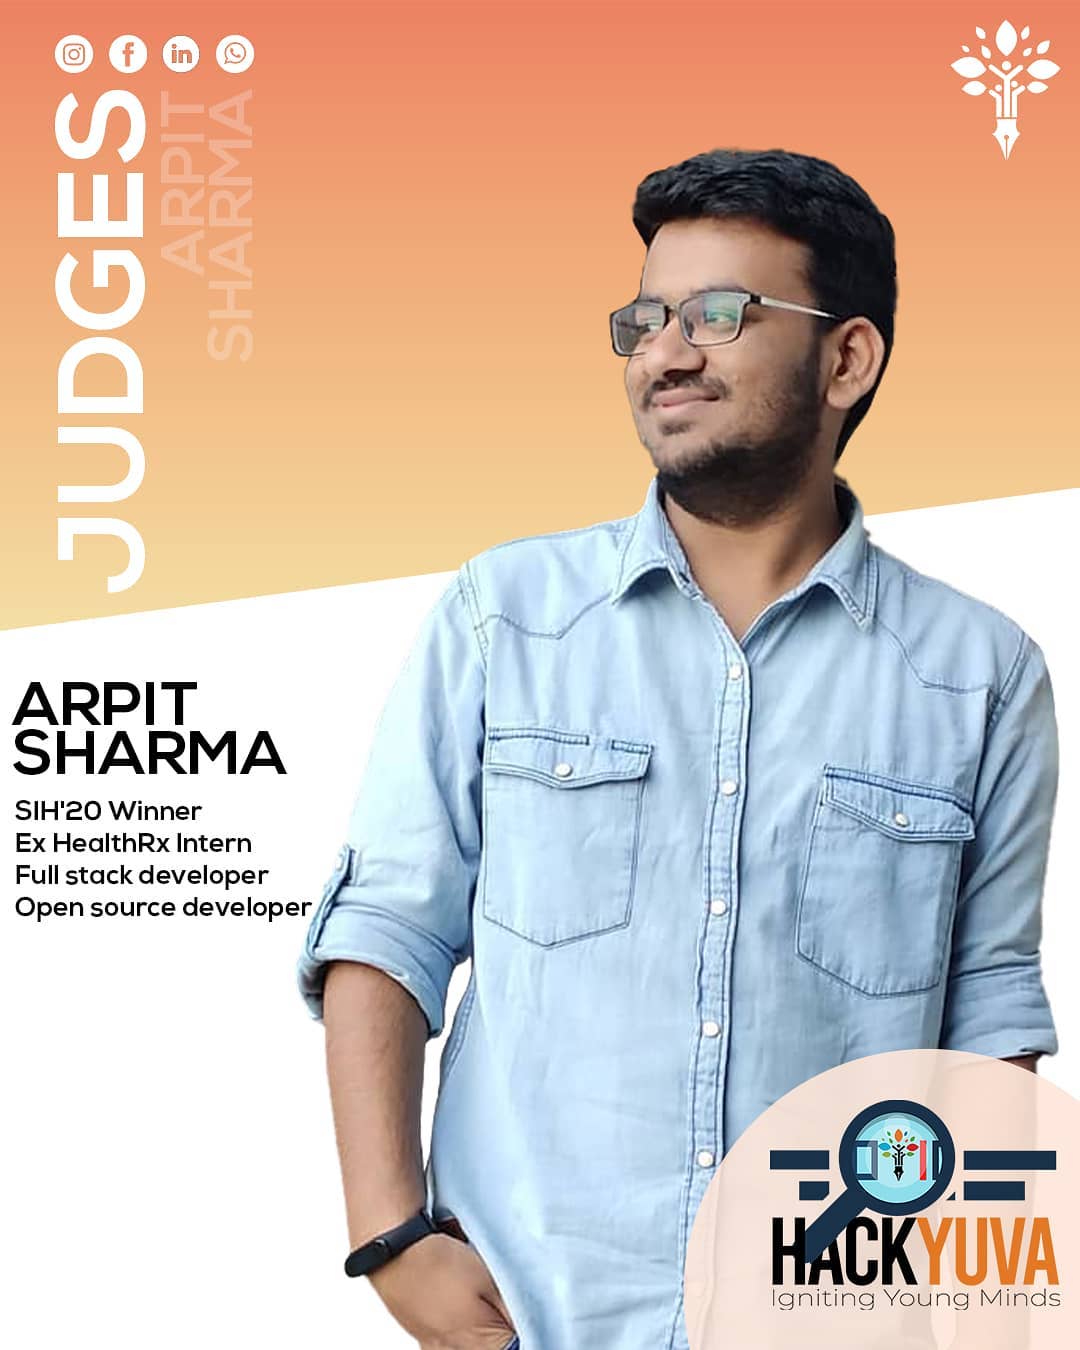 JUDGES
ARPIT
SHARMA
ARPIT
SHARMA
SIH'20 Winner
Ex HealthRx Intern
Full stack developer
Open source developer
HACKYUVA
Igniting Young Minds